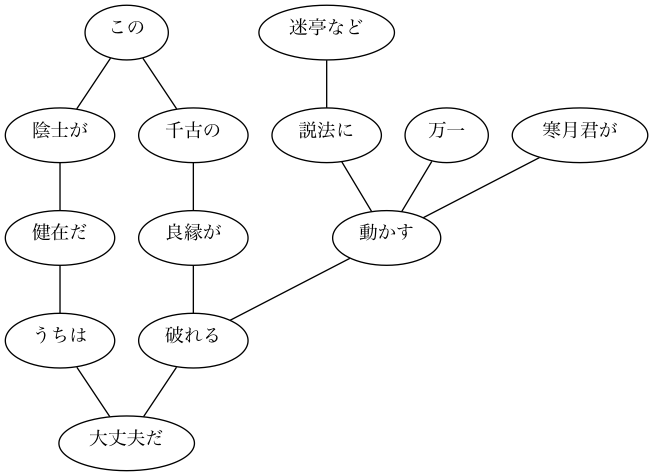 この
迷亭など
陰士が
千古の
説法に
万一
寒月君が
健在だ
良縁が
動かす
うちは
破れる
大丈夫だ